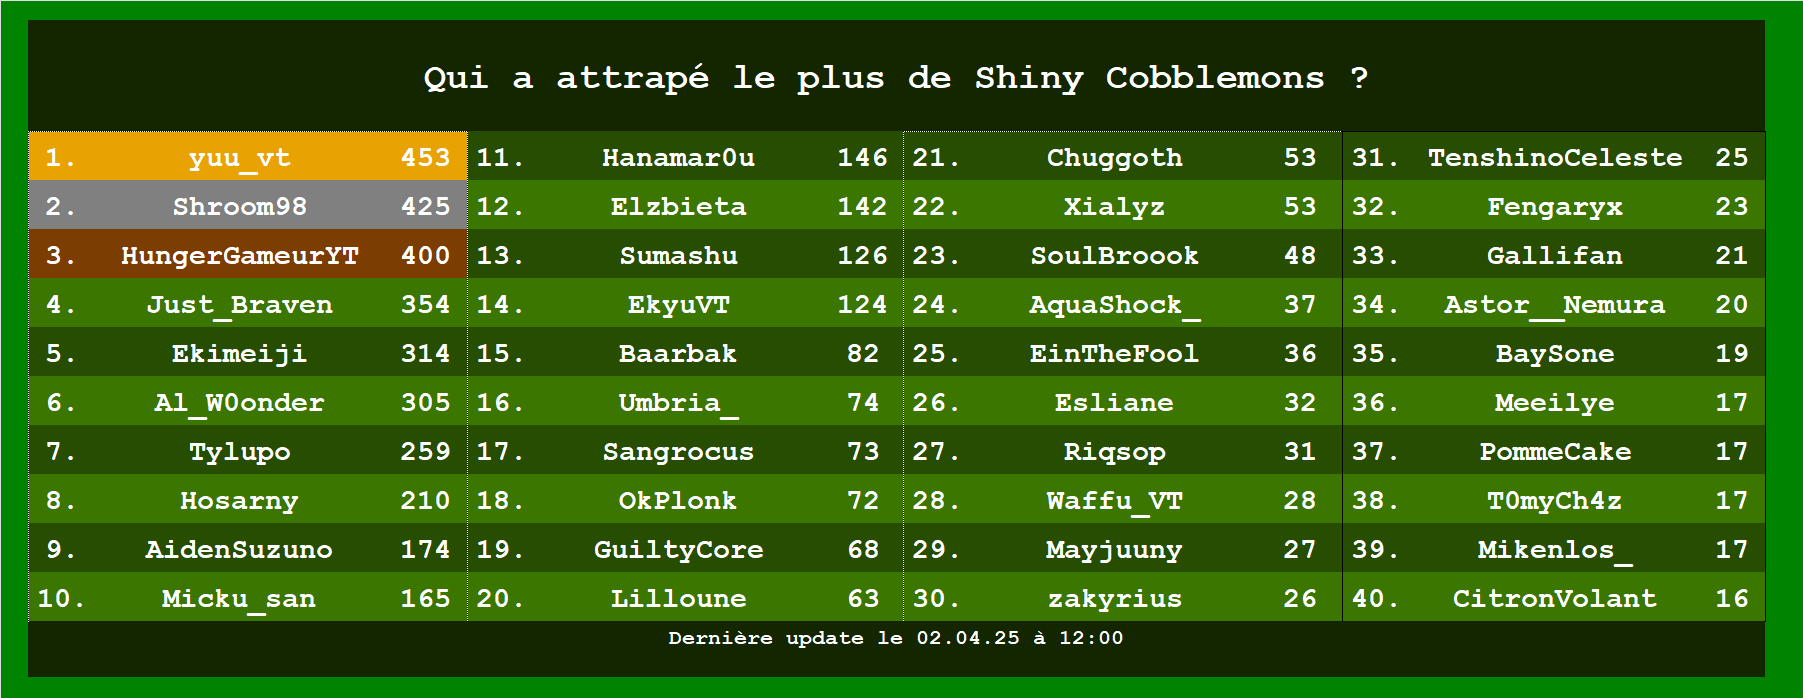 Qui a attrapé le plus de Shiny Cobblemons ?
1. yuu_vt 453
2. Shroom98 425
3. HungerGameurYT 400
4. Just_Braven 354
5. Ekimeiji 314
6. Al_W0onder 305
7. Tylupo 259
8. Hosarny 210
9. AidenSuzuno 174
10. Micku_san 165
11. Hanamar0u 146
12. Elzbieta 142
13. Sumashu 126
14. EkyuVT 124
15. Baarbak 82
16. Umbria_ 74
17. Sangrocus 73
18. OkPlonk 72
19. GuiltyCore 68
20. Lilloune 63
21. Chuggoth 53
22. Xialyz 53
23. SoulBroook 48
24. AquaShock_ 37
25. EinTheFool 36
26. Esliane 32
27. Riqsop 31
28. Waffu_VT 28
29. Mayjuuny 27
30. zakyrius 26
31. TenshinoCeleste 25
32. Fengaryx 23
33. Gallifan 21
34. Astor__Nemura 20
35. BaySone 19
36. Meeilye 17
37. PommeCake 17
38. T0myCh4z 17
39. Mikenlos_ 17
40. CitronVolant 16
Dernière update le 02.04.25 à 12:00